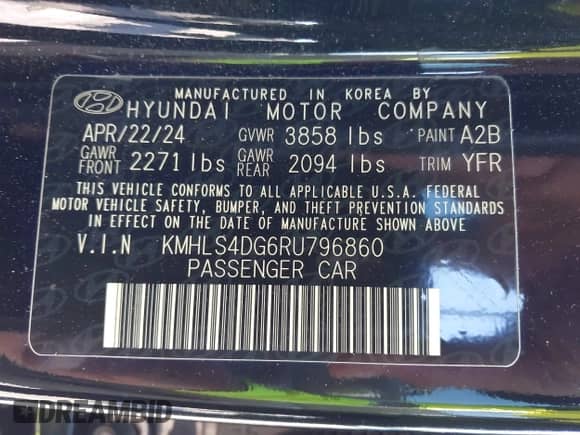 MANUFACTURED IN KOREA BY
HYUNDAI MOTOR COMPANY
APR/22/24 GVWR 3858 lbs PAINT A2B
GAWR FRONT 2271 lbs GAWR REAR 2094 lbs TRIM YFR
THIS VEHICLE CONFORMS TO ALL APPLICABLE U.S.A. FEDERAL
MOTOR VEHICLE SAFETY, BUMPER, AND THEFT PREVENTION STANDARDS
IN EFFECT ON THE DATE OF MANUFACTURE SHOWN ABOVE.
V.I.N KMHLS4DG6RU796860
PASSENGER CAR
DREAMBID